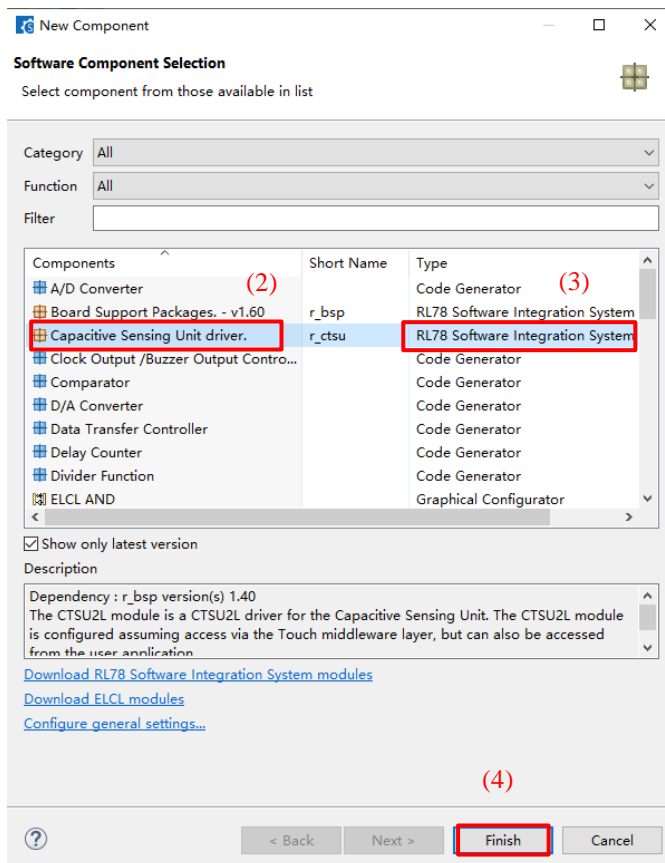 New Component
Software Component Selection
Select component from those available in list
Category All
Function All
Filter
Components Short Name Type
(2) (3)
A/D Converter Code Generator
Board Support Packages. - v1.60 r_bsp RL78 Software Integration System
Capacitive Sensing Unit driver. r_ctsu RL78 Software Integration System
Clock Output /Buzzer Output Contro... Code Generator
Comparator Code Generator
D/A Converter Code Generator
Data Transfer Controller Code Generator
Delay Counter Code Generator
Divider Function Code Generator
ELCL AND Graphical Configurator
Show only latest version
Description
Dependency : r_bsp version(s) 1.40
The CTSU2L module is a CTSU2L driver for the Capacitive Sensing Unit. The CTSU2L module
is configured assuming access via the Touch middleware layer, but can also be accessed
from the user application
Download RL78 Software Integration System modules
Download ELCL modules
Configure general settings...
(4)
? < Back Next > Finish Cancel